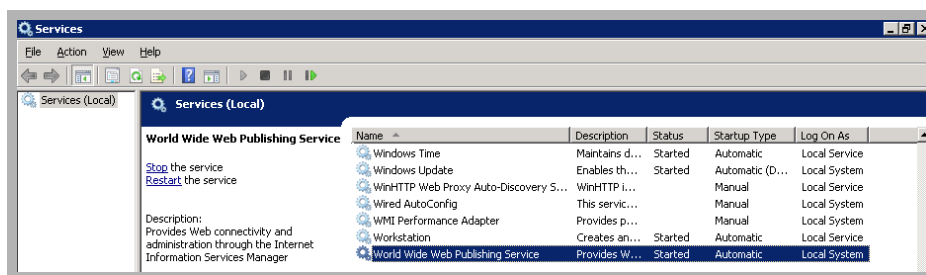 Services
File Action View Help
Services (Local)
Services (Local)
World Wide Web Publishing Service
Stop the service
Restart the service
Description:
Provides Web connectivity and
administration through the Internet
Information Services Manager
Name Description Status Startup Type Log On As
Windows Time Maintains d... Started Automatic Local Service
Windows Update Enables th... Started Automatic (D... Local System
WinHTTP Web Proxy Auto-Discovery S... WinHTTP i... Manual Local Service
Wired AutoConfig This servic... Manual Local System
WMI Performance Adapter Provides p... Manual Local System
Workstation Creates an... Started Automatic Local Service
World Wide Web Publishing Service Provides W... Started Automatic Local System